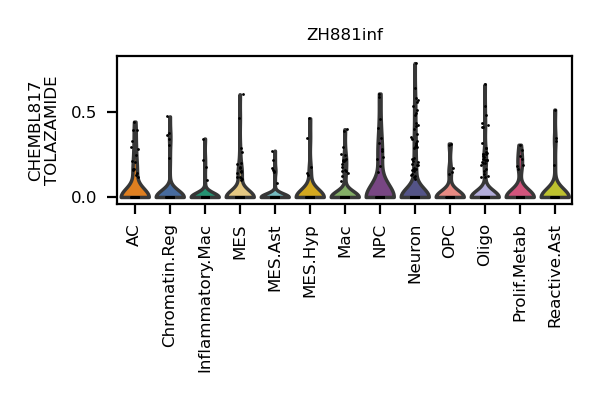 ZH881inf
CHEMBL817
TOLAZAMIDE
0.5
0.0
AC
Chromatin.Reg
Inflammatory.Mac
MES
MES.Ast
MES.Hyp
Mac
NPC
Neuron
OPC
Oligo
Prolif.Metab
Reactive.Ast